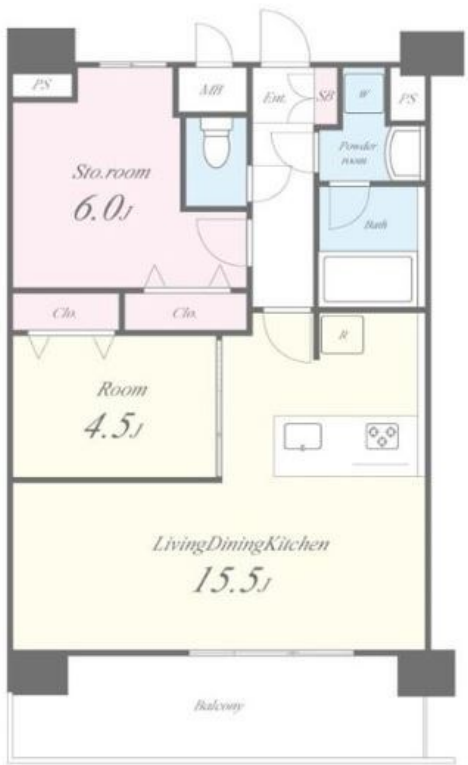 PS
MB
Ent.
SB
W
PS
Powder
room
Sto.room
6.0J
Bath
Clo.
Clo.
R
Room
4.5J
LivingDiningKitchen
15.5J
Balcony